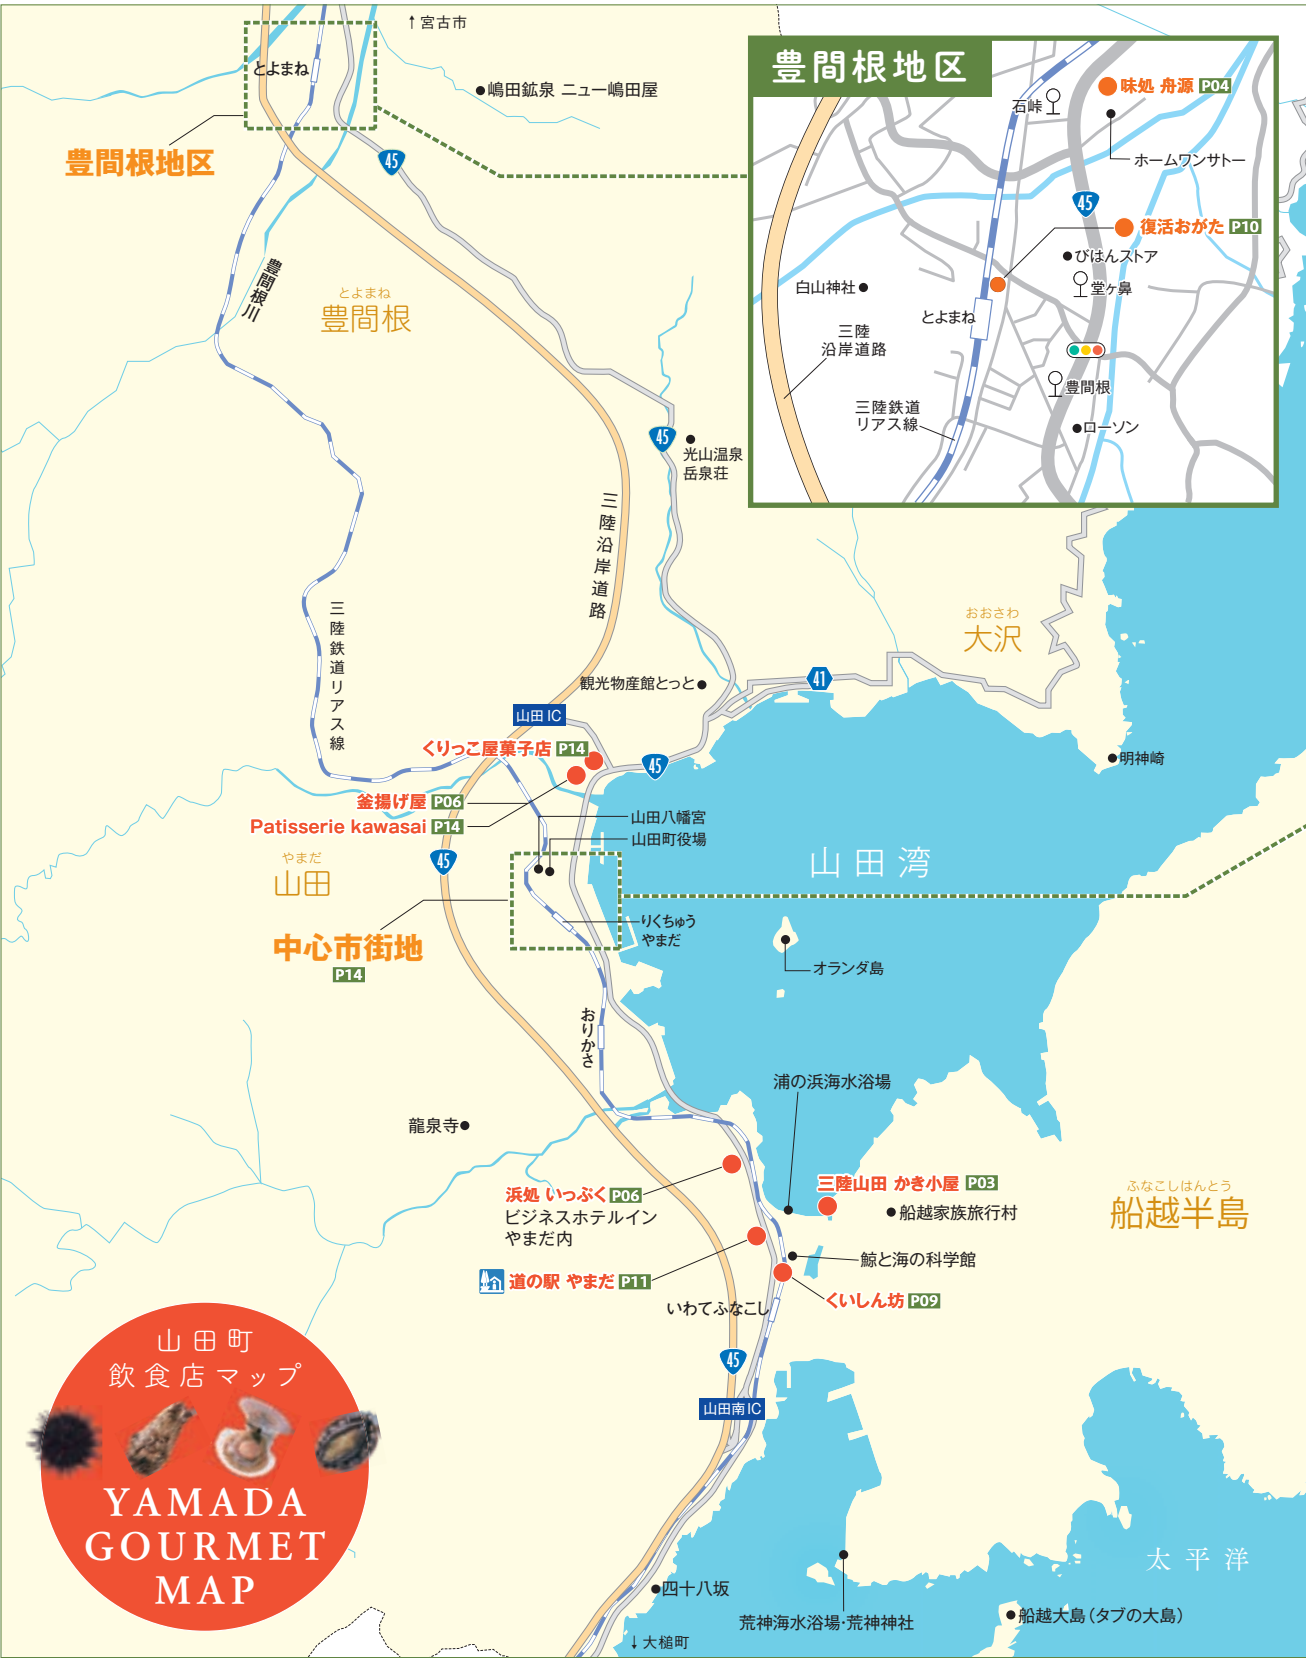 ↑宮古市
とよまね
嶋田鉱泉 ニュー嶋田屋
豊間根地区
45
豊間根川
とよまね
豊間根
45
光山温泉
岳泉荘
三陸沿岸道路
三陸鉄道リアス線
豊間根地区
味処 舟源 P04
石峠
ホームワンサトー
45
復活おがた P10
びはんストア
堂ヶ鼻
白山神社
とよまね
三陸
沿岸道路
豊間根
三陸鉄道
リアス線
ローソン
おおさわ
大沢
観光物産館とっと
41
山田IC
くりっこ屋菓子店 P14
45
明神崎
釜揚げ屋 P06
Patisserie kawasai P14
山田八幡宮
山田町役場
45
やまだ
山田
山田湾
中心市街地
P14
りくちゅう
やまだ
オランダ島
おりかさ
浦の浜海水浴場
龍泉寺
三陸山田 かき小屋 P03
船越家族旅行村
ふなこしはんとう
船越半島
浜処 いっぷく P06
ビジネスホテルイン
やまだ内
鯨と海の科学館
道の駅 やまだ P11
くいしん坊 P09
いわてふなこし
45
山田南IC
山田町
飲食店マップ
YAMADA
GOURMET
MAP
太平洋
四十八坂
荒神海水浴場・荒神神社
船越大島(タブの大島)
↓大槌町